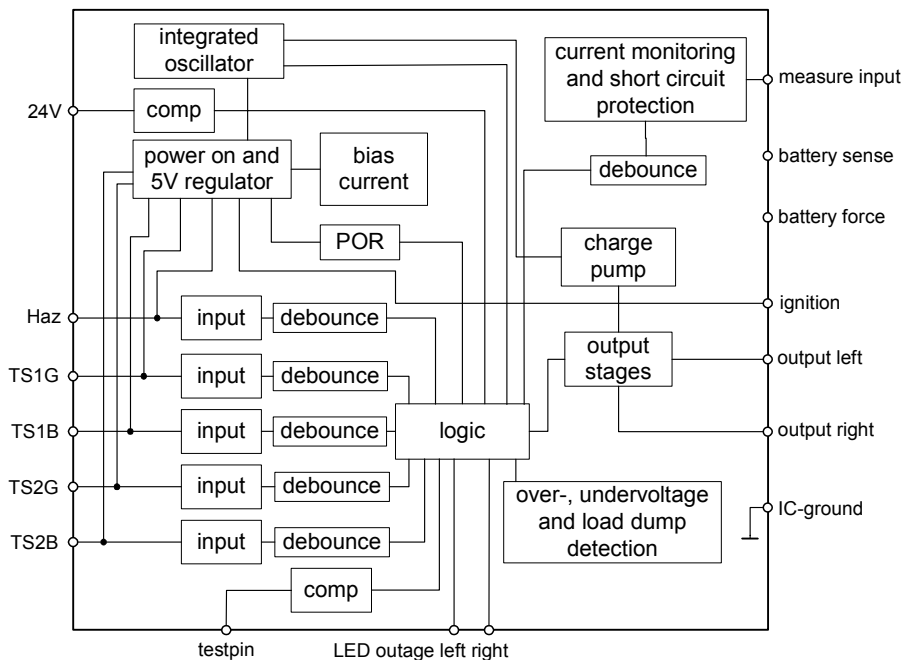 integrated
oscillator
current monitoring
and short circuit
protection
measure input
24V
comp
power on and
5V regulator
bias
current
debounce
battery sense
battery force
POR
charge
pump
Haz
input
debounce
ignition
TS1G
input
debounce
output
stages
output left
TS1B
input
debounce
logic
output right
TS2G
input
debounce
over-, undervoltage
and load dump
detection
IC-ground
TS2B
input
debounce
comp
testpin
LED outage left right